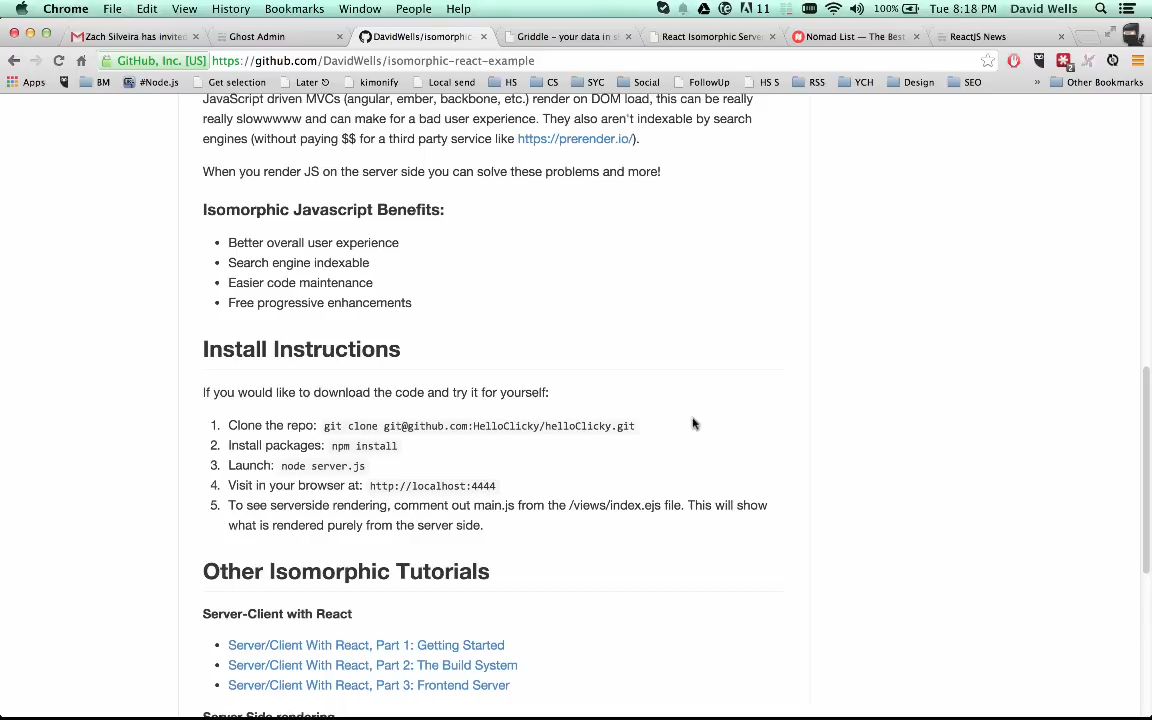 Chrome File Edit View History Bookmarks Window People Help 11 100% Tue 8:18 PM David Wells
Zach Silveira has invited Ghost Admin DavidWells/isomorphic Griddle - your data in s React Isomorphic Serve Nomad List — The Best ReactJS News
GitHub, Inc. [US] https://github.com/DavidWells/isomorphic-react-example
Apps BM #Node.js Get selection Later kimonify Local send HS CS SYC Social FollowUp HS S RSS YCH Design SEO » Other Bookmarks
JavaScript driven MVCs (angular, ember, backbone, etc.) render on DOM load, this can be really
really slowwwww and can make for a bad user experience. They also aren't indexable by search
engines (without paying $$ for a third party service like https://prerender.io/).
When you render JS on the server side you can solve these problems and more!
Isomorphic Javascript Benefits:
• Better overall user experience
• Search engine indexable
• Easier code maintenance
• Free progressive enhancements
Install Instructions
If you would like to download the code and try it for yourself:
1. Clone the repo: git clone git@github.com:HelloClicky/helloClicky.git
2. Install packages: npm install
3. Launch: node server.js
4. Visit in your browser at: http://localhost:4444
5. To see serverside rendering, comment out main.js from the /views/index.ejs file. This will show
what is rendered purely from the server side.
Other Isomorphic Tutorials
Server-Client with React
• Server/Client With React, Part 1: Getting Started
• Server/Client With React, Part 2: The Build System
• Server/Client With React, Part 3: Frontend Server
Server Side rendering